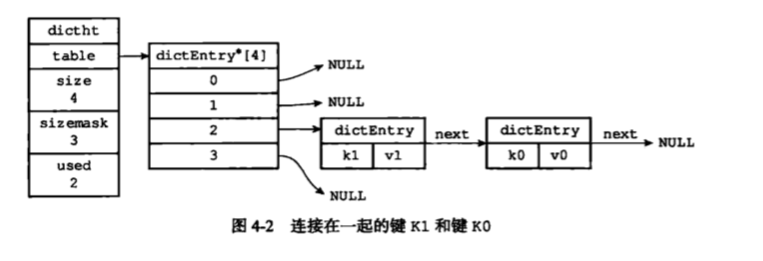 dictht
table
size
4
sizemask
3
used
2
dictEntry*[4]
0
1
2
3
NULL
NULL
dictEntry
k1 v1
next
dictEntry
k0 v0
next
NULL
NULL
图 4-2 连接在一起的键 K1 和键 K0